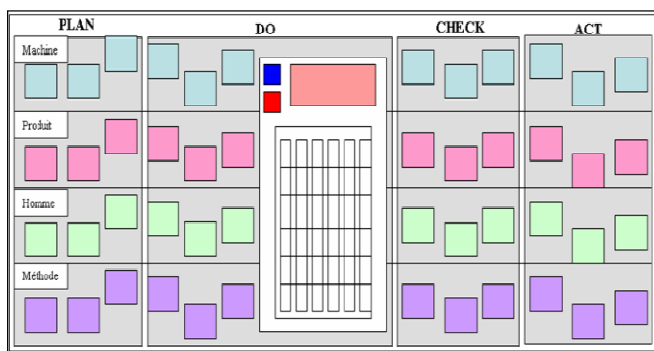 PLAN
DO
CHECK
ACT
Machine
Produit
Homme
Méthode